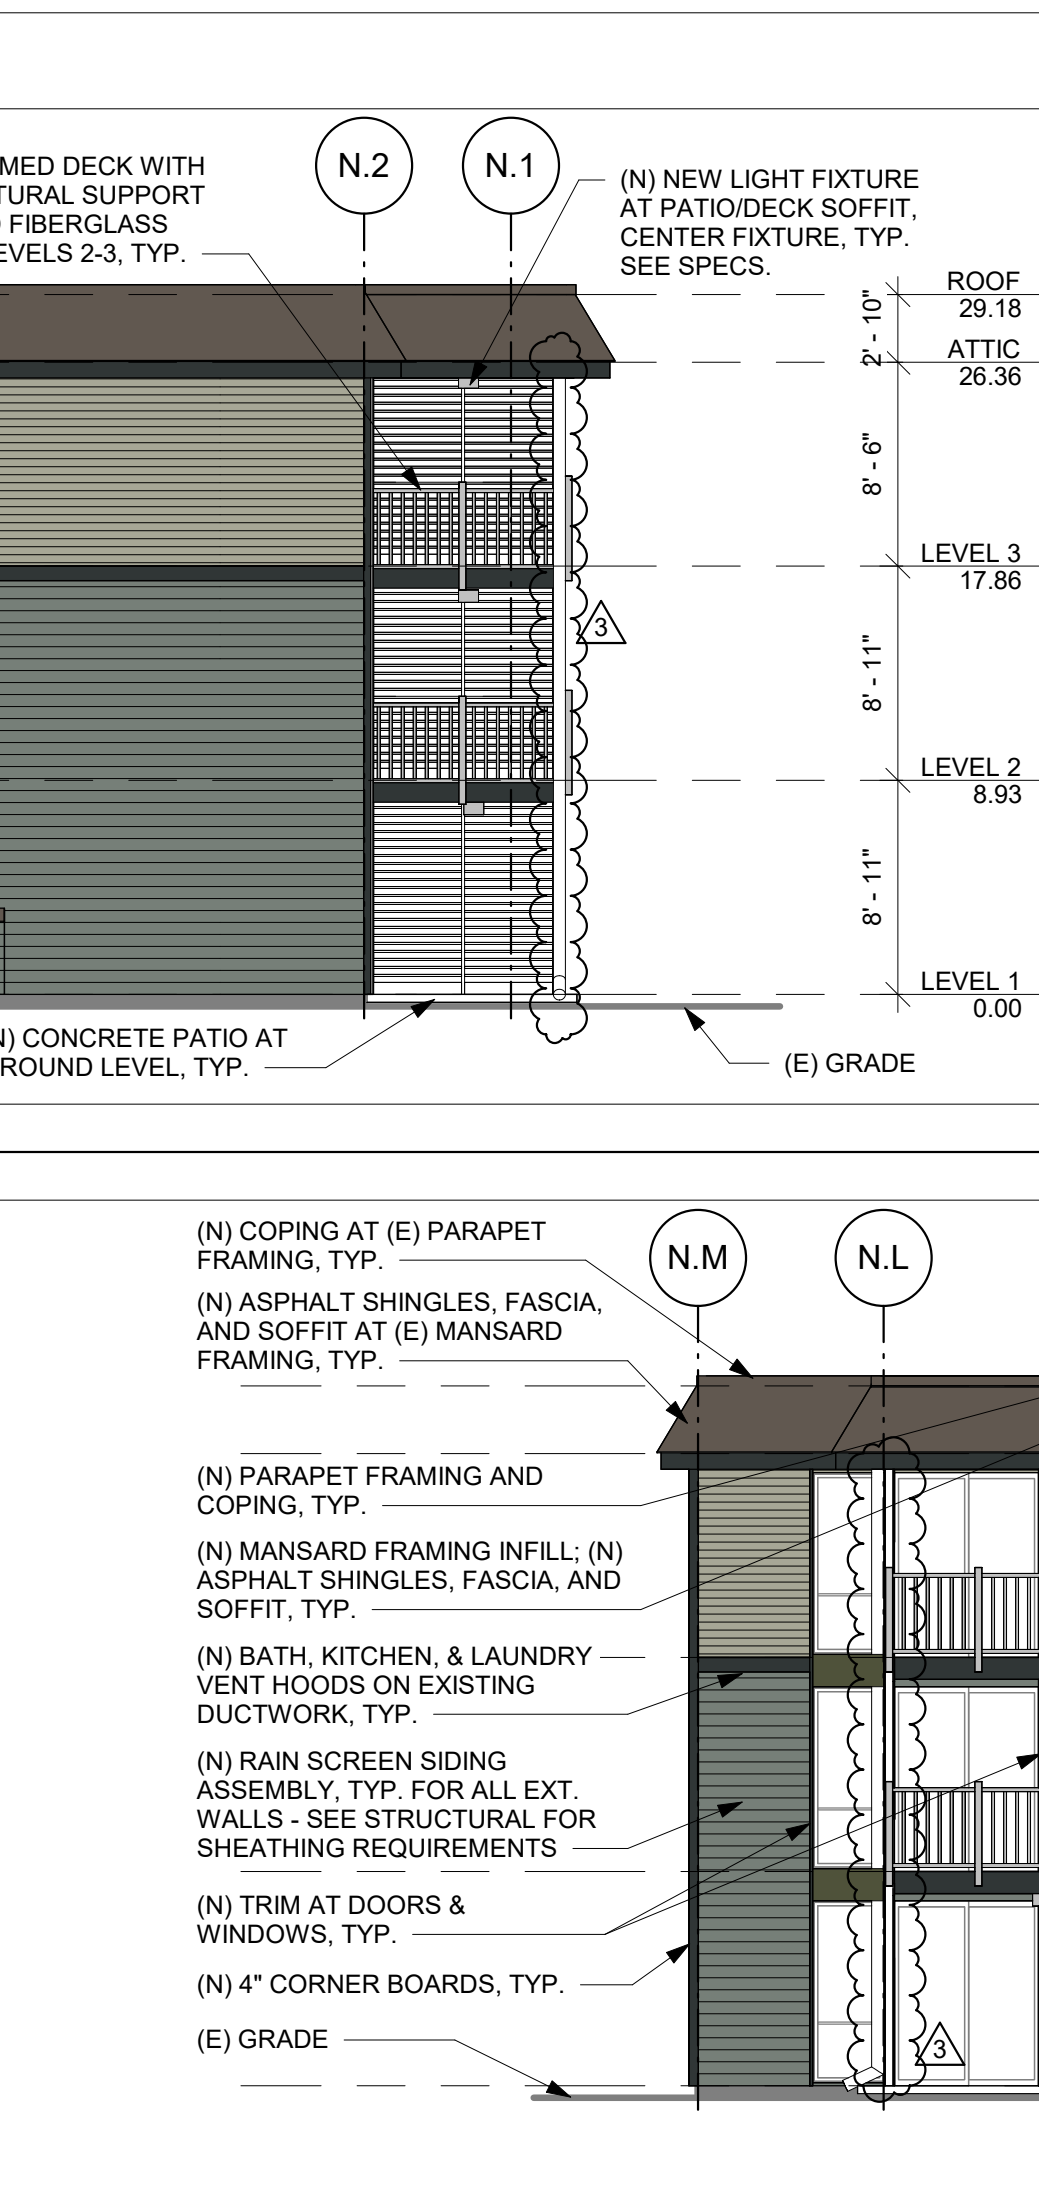 MED DECK WITH
TURAL SUPPORT
FIBERGLASS
EVELS 2-3, TYP.
N.2
N.1
(N) NEW LIGHT FIXTURE
AT PATIO/DECK SOFFIT,
CENTER FIXTURE, TYP.
SEE SPECS.
ROOF
29.18
2' - 10"
ATTIC
26.36
8' - 6"
LEVEL 3
17.86
3
8' - 11"
LEVEL 2
8.93
8' - 11"
LEVEL 1
0.00
N) CONCRETE PATIO AT
ROUND LEVEL, TYP.
(E) GRADE
(N) COPING AT (E) PARAPET
FRAMING, TYP.
N.M
N.L
(N) ASPHALT SHINGLES, FASCIA,
AND SOFFIT AT (E) MANSARD
FRAMING, TYP.
(N) PARAPET FRAMING AND
COPING, TYP.
(N) MANSARD FRAMING INFILL; (N)
ASPHALT SHINGLES, FASCIA, AND
SOFFIT, TYP.
(N) BATH, KITCHEN, & LAUNDRY
VENT HOODS ON EXISTING
DUCTWORK, TYP.
(N) RAIN SCREEN SIDING
ASSEMBLY, TYP. FOR ALL EXT.
WALLS - SEE STRUCTURAL FOR
SHEATHING REQUIREMENTS
(N) TRIM AT DOORS &
WINDOWS, TYP.
(N) 4" CORNER BOARDS, TYP.
(E) GRADE
3